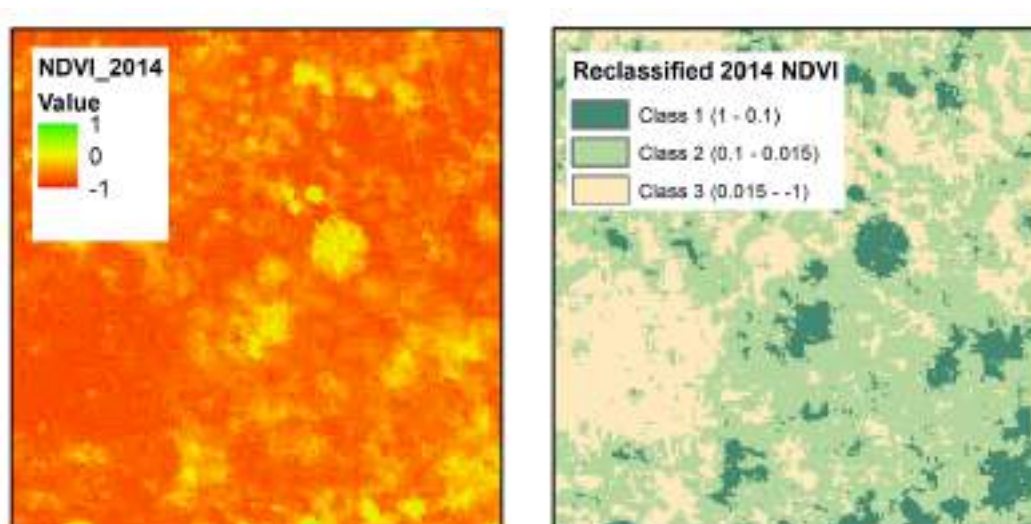 NDVI_2014
Value
1
0
-1
Reclassified 2014 NDVI
Class 1 (1 - 0.1)
Class 2 (0.1 - 0.015)
Class 3 (0.015 - -1)